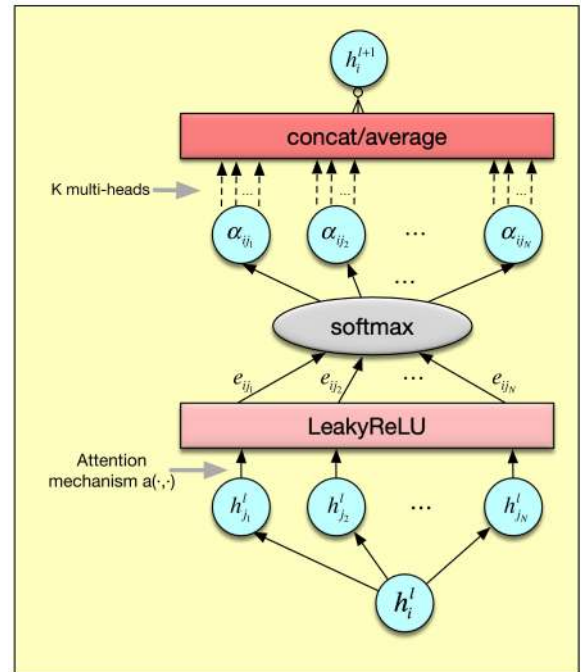 h_i^{l+1}
concat/average
K multi-heads
... ... ...
α_{ij_1} α_{ij_2} ... α_{ij_N}
...
softmax
e_{ij_1} e_{ij_2} ... e_{ij_N}
LeakyReLU
Attention
mechanism a(·,·)
h_{j_1}^l h_{j_2}^l ... h_{j_N}^l
h_i^l